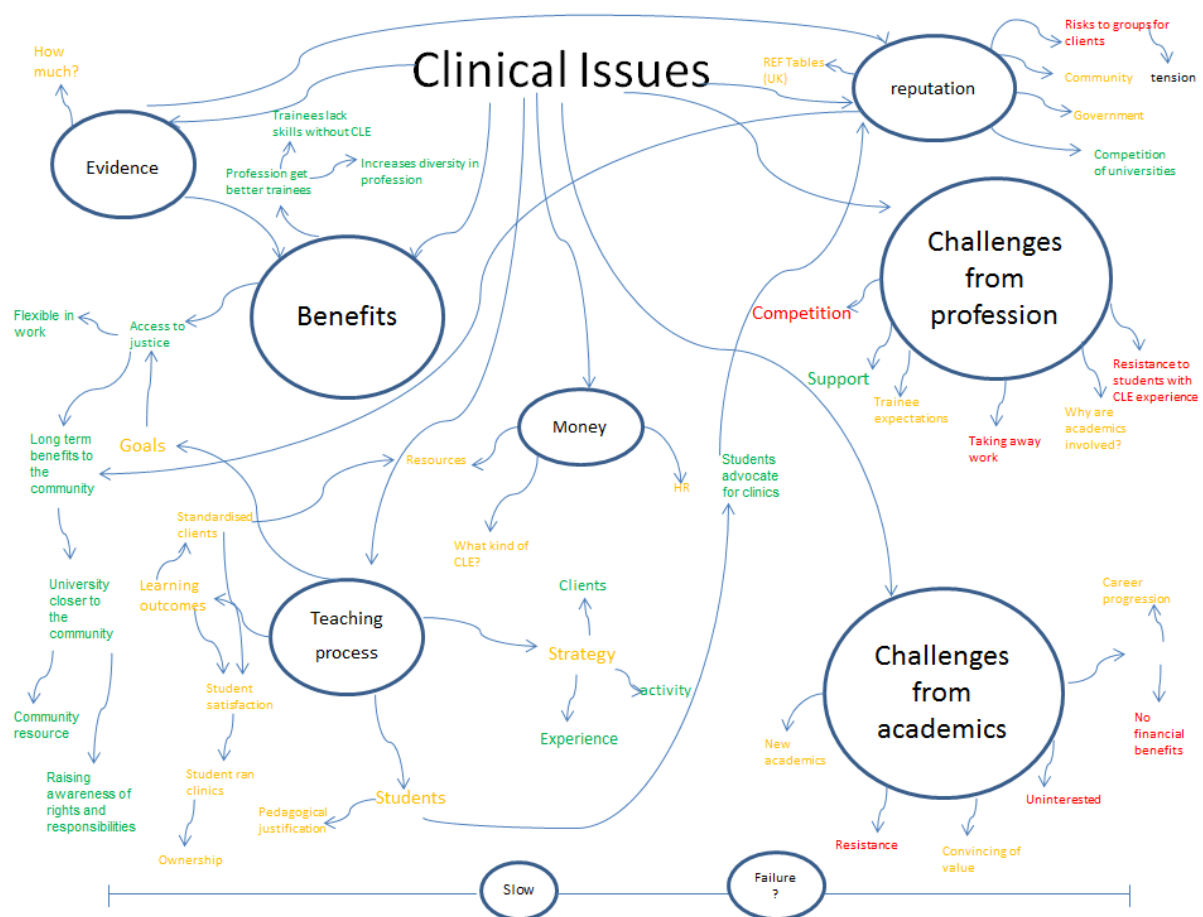 Clinical Issues
How
much?
Evidence
Trainees lack
skills without CLE
Profession get
better trainees
Increases diversity in
profession
Benefits
Flexible in
work
Access to
justice
Long term
benefits to
the
community
Goals
University
closer to
the
community
Community
resource
Raising
awareness of
rights and
responsibilities
Standardised
clients
Learning
outcomes
Student
satisfaction
Student ran
clinics
Ownership
Teaching
process
Pedagogical
justification
Students
Strategy
Clients
activity
Experience
Money
Resources
What kind of
CLE?
HR
Students
advocate
for clinics
REF Tables
(UK)
reputation
Risks to groups for
clients
tension
Community
Government
Competition
of universities
Challenges
from
profession
Competition
Support
Trainee
expectations
Taking away
work
Why are
academics
involved?
Resistance to
students with
CLE experience
Challenges
from
academics
Career
progression
No
financial
benefits
New
academics
Uninterested
Resistance
Convincing of
value
Slow
Failure
?